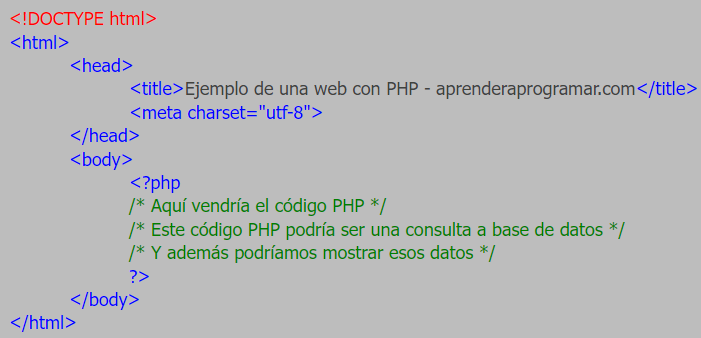 <!DOCTYPE html>
<html>
<head>
<title>Ejemplo de una web con PHP - aprenderaprogramar.com</title>
<meta charset="utf-8">
</head>
<body>
<?php
/* Aquí vendría el código PHP */
/* Este código PHP podría ser una consulta a base de datos */
/* Y además podríamos mostrar esos datos */
?>
</body>
</html>